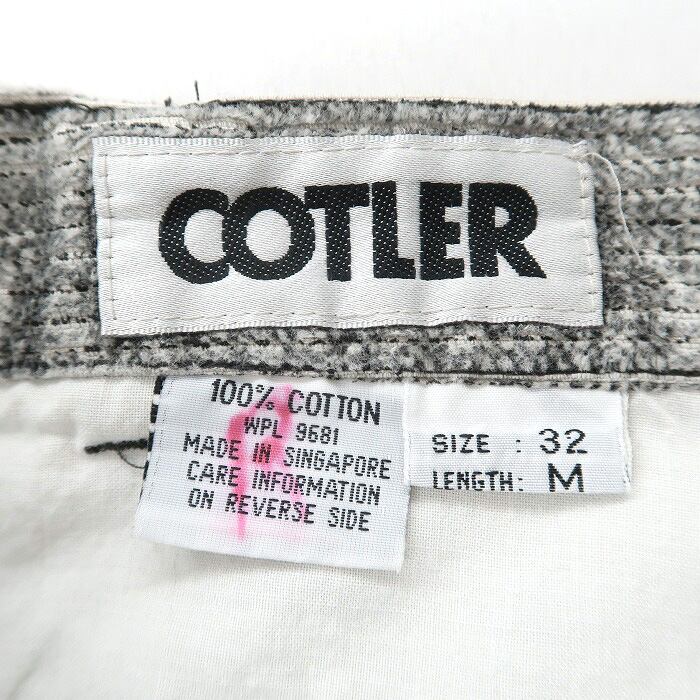 COTLER
100% COTTON
WPL 9681
MADE IN SINGAPORE
CARE INFORMATION
ON REVERSE SIDE
SIZE : 32
LENGTH: M